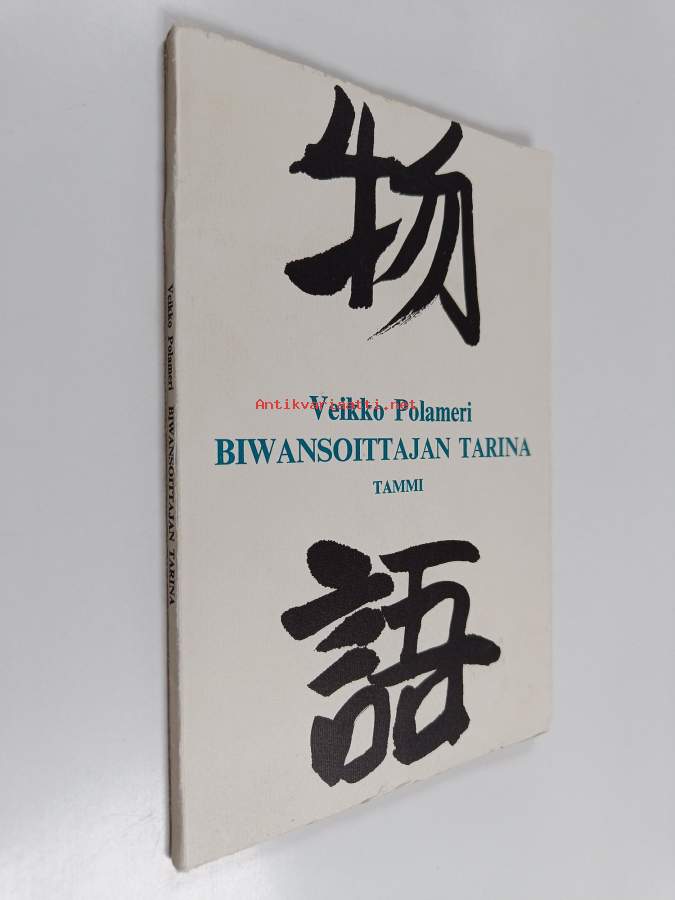 物
Veikko Polameri
BIWANSOITTAJAN TARINA
TAMMI
語
Veikko Polameri BIWANSOITTAJAN TARINA
Antikvariaatti.net